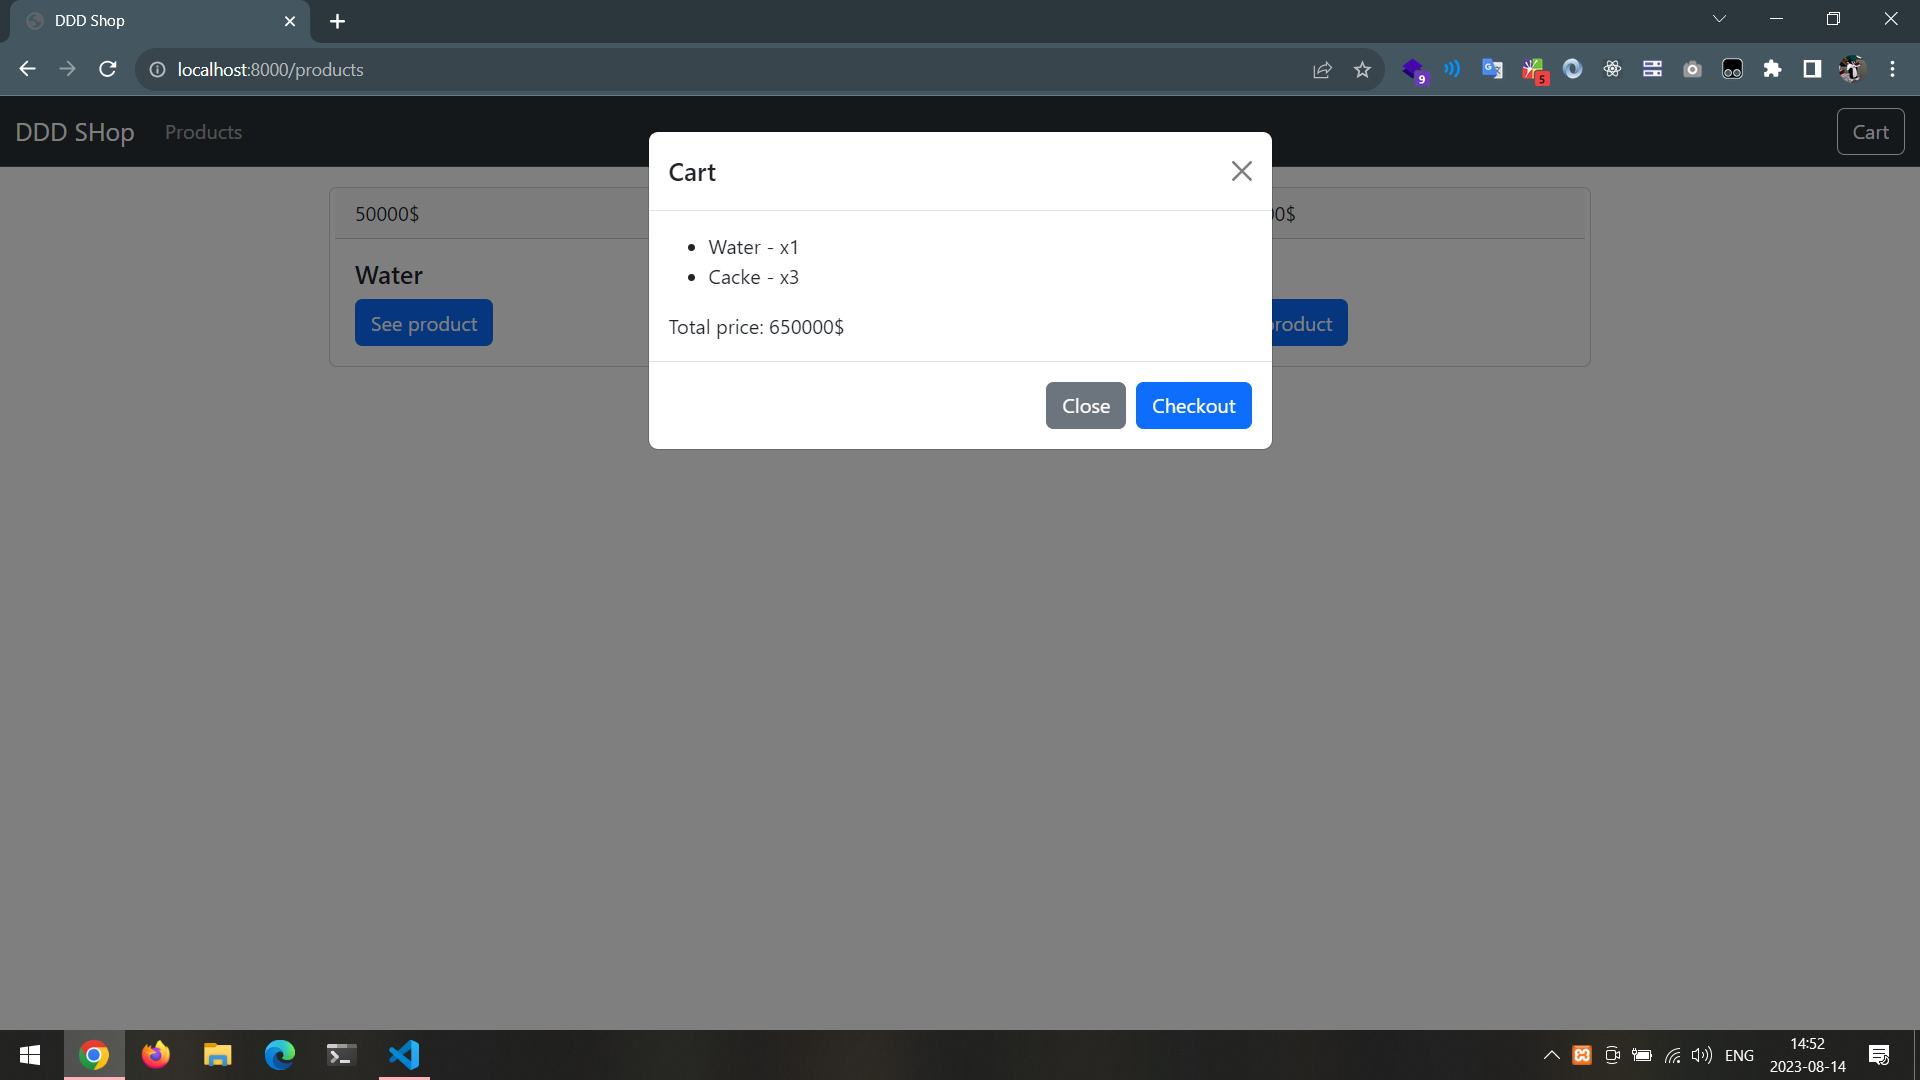 DDD Shop
localhost:8000/products
9
5
DDD SHop
Products
Cart
Cart
50000$
Water - x1
Cacke - x3
Water
See product
Total price: 650000$
Close
Checkout
0$
product
ENG
14:52
2023-08-14